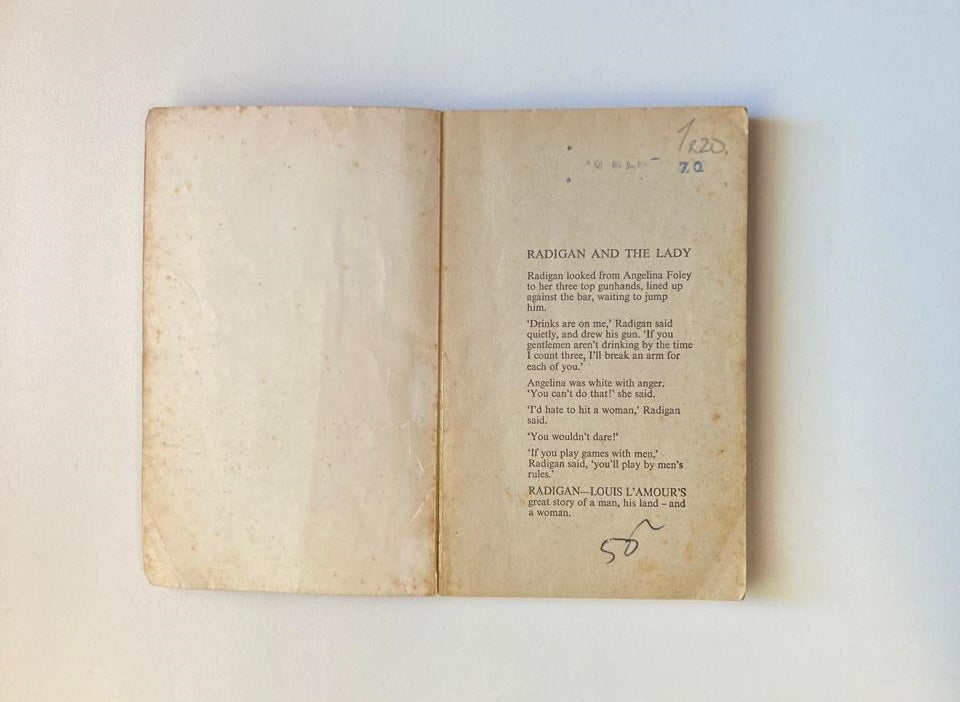 70
RADIGAN AND THE LADY
Radigan looked from Angelina Foley
to her three top gunhands, lined up
against the bar, waiting to jump
him.
‘Drinks are on me,’ Radigan said
quietly, and drew his gun. ‘If you
gentlemen aren’t drinking by the time
I count three, I’ll break an arm for
each of you.’
Angelina was white with anger.
‘You can’t do that!’ she said.
‘I’d hate to hit a woman,’ Radigan
said.
‘You wouldn’t dare!’
‘If you play games with men,’
Radigan said, ‘you’ll play by men’s
rules.’
RADIGAN—LOUIS L’AMOUR’S
great story of a man, his land – and
a woman.